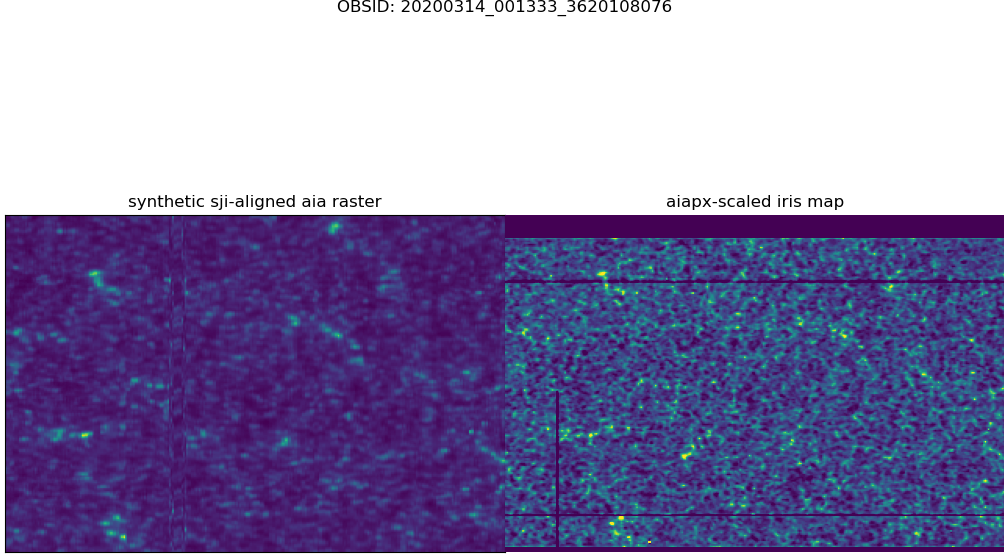 OBSID: 20200314_001333_3620108076
synthetic sji-aligned aia raster
aiapx-scaled iris map